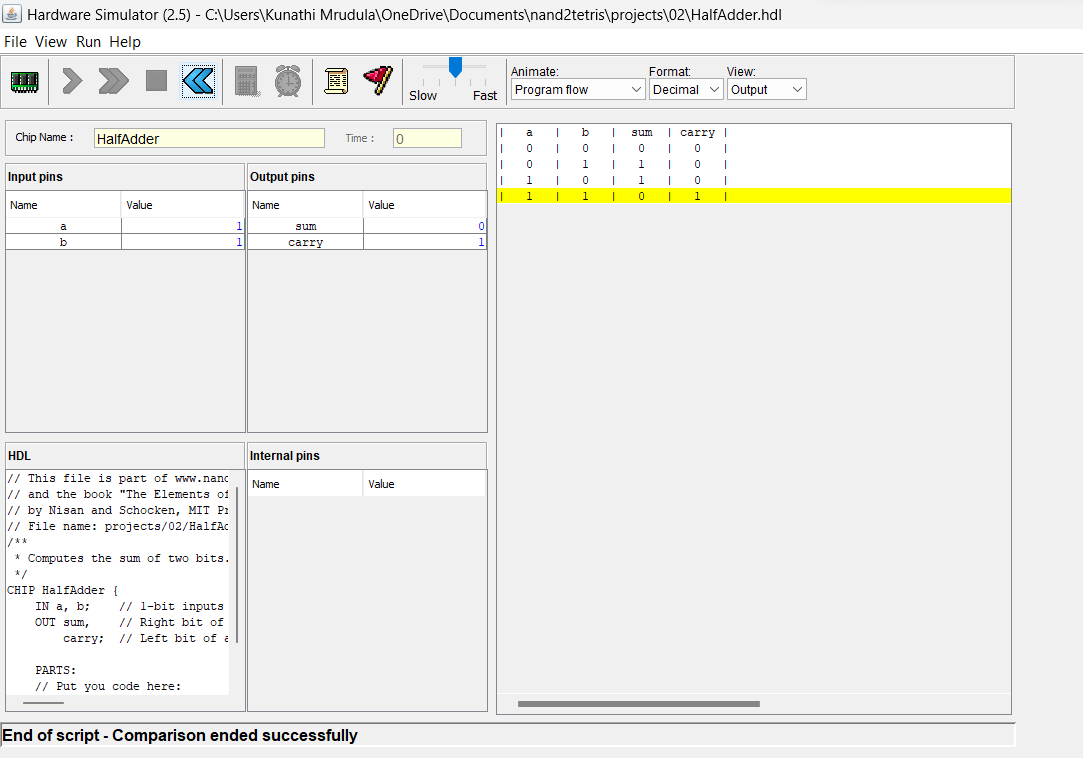 Hardware Simulator (2.5) - C:\Users\Kunathi Mrudula\OneDrive\Documents\nand2tetris\projects\02\HalfAdder.hdl
File View Run Help
Slow Fast
Animate: Format: View:
Program flow Decimal Output
Chip Name : HalfAdder Time : 0
Input pins
Name Value
a 1
b 1
Output pins
Name Value
sum 0
carry 1
| a | b | sum | carry |
| 0 | 0 | 0 | 0 |
| 0 | 1 | 1 | 0 |
| 1 | 0 | 1 | 0 |
| 1 | 1 | 0 | 1 |
HDL
// This file is part of www.nand
// and the book "The Elements of
// by Nisan and Schocken, MIT Pr
// File name: projects/02/HalfAd
/**
* Computes the sum of two bits.
*/
CHIP HalfAdder {
IN a, b; // 1-bit inputs
OUT sum, // Right bit of
carry; // Left bit of a
PARTS:
// Put you code here:
Internal pins
Name Value
End of script - Comparison ended successfully